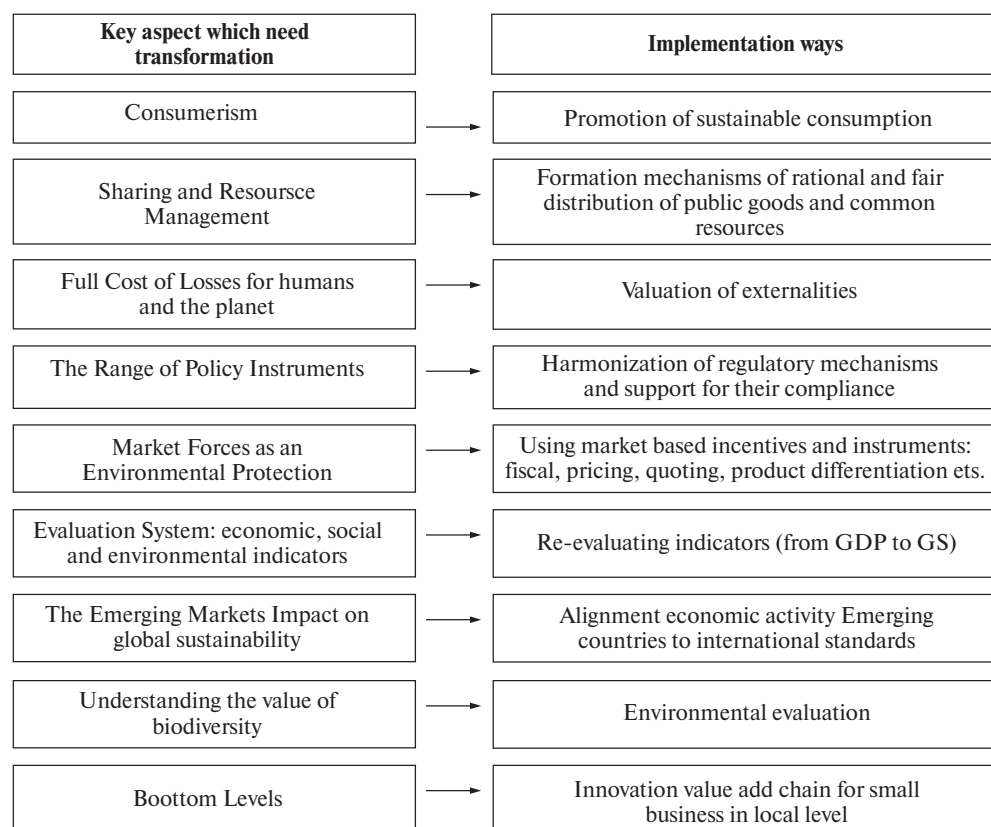 Key aspect which need
transformation
Implementation ways
Consumerism
Promotion of sustainable consumption
Sharing and Resoursce
Management
Formation mechanisms of rational and fair
distribution of public goods and common
resources
Full Cost of Losses for humans
and the planet
Valuation of externalities
The Range of Policy Instruments
Harmonization of regulatory mechanisms
and support for their compliance
Market Forces as an
Environmental Protection
Using market based incentives and instruments:
fiscal, pricing, quoting, product differentiation ets.
Evaluation System: economic, social
and environmental indicators
Re-evaluating indicators (from GDP to GS)
The Emerging Markets Impact on
global sustainability
Alignment economic activity Emerging
countries to international standards
Understanding the value of
biodiversity
Environmental evaluation
Boottom Levels
Innovation value add chain for small
business in local level